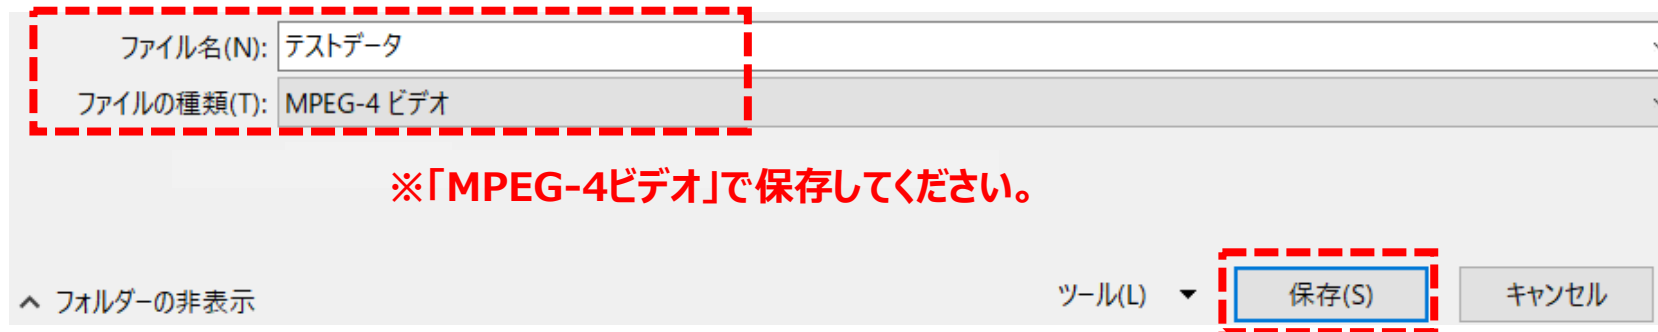 ファイル名(N): テストデータ
ファイルの種類(T): MPEG-4 ビデオ
※「MPEG-4ビデオ」で保存してください。
フォルダーの非表示 ツール(L) 保存(S) キャンセル